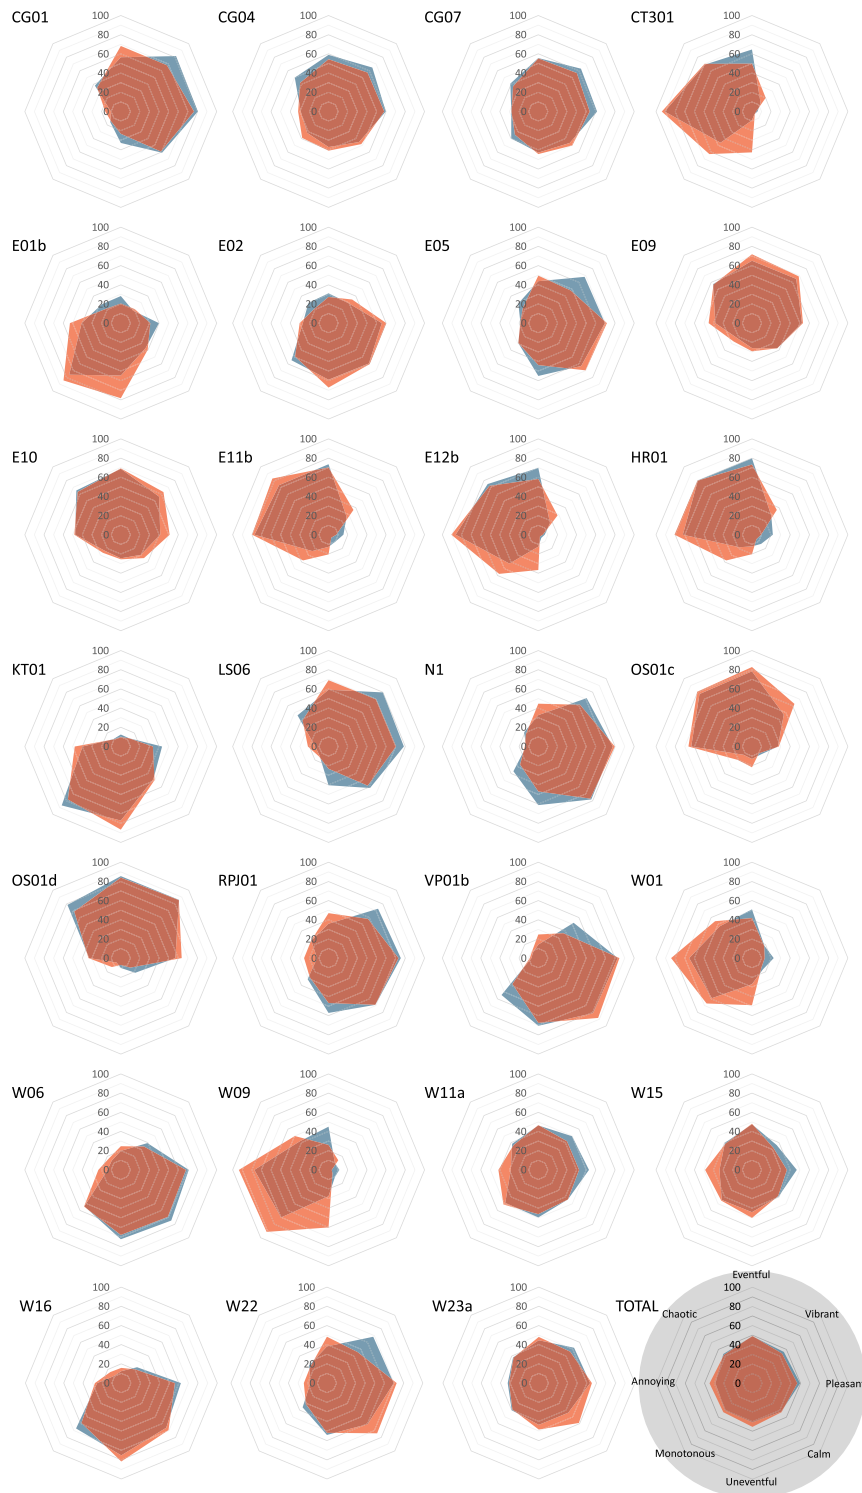 CG01 CG04 CG07 CT301
100 100 100 100
80 80 80 80
60 60 60 60
40 40 40 40
20 20 20 20
0 0 0 0
E01b E02 E05 E09
100 100 100 100
80 80 80 80
60 60 60 60
40 40 40 40
20 20 20 20
0 0 0 0
E10 E11b E12b HR01
100 100 100 100
80 80 80 80
60 60 60 60
40 40 40 40
20 20 20 20
0 0 0 0
KT01 LS06 N1 OS01c
100 100 100 100
80 80 80 80
60 60 60 60
40 40 40 40
20 20 20 20
0 0 0 0
OS01d RPJ01 VP01b W01
100 100 100 100
80 80 80 80
60 60 60 60
40 40 40 40
20 20 20 20
0 0 0 0
W06 W09 W11a W15
100 100 100 100
80 80 80 80
60 60 60 60
40 40 40 40
20 20 20 20
0 0 0 0
W16 W22 W23a TOTAL
100 100 100 100
80 80 80 80
60 60 60 60
40 40 40 40
20 20 20 20
0 0 0 0
Eventful
Chaotic Vibrant
Annoying Pleasant
Monotonous Calm
Uneventful